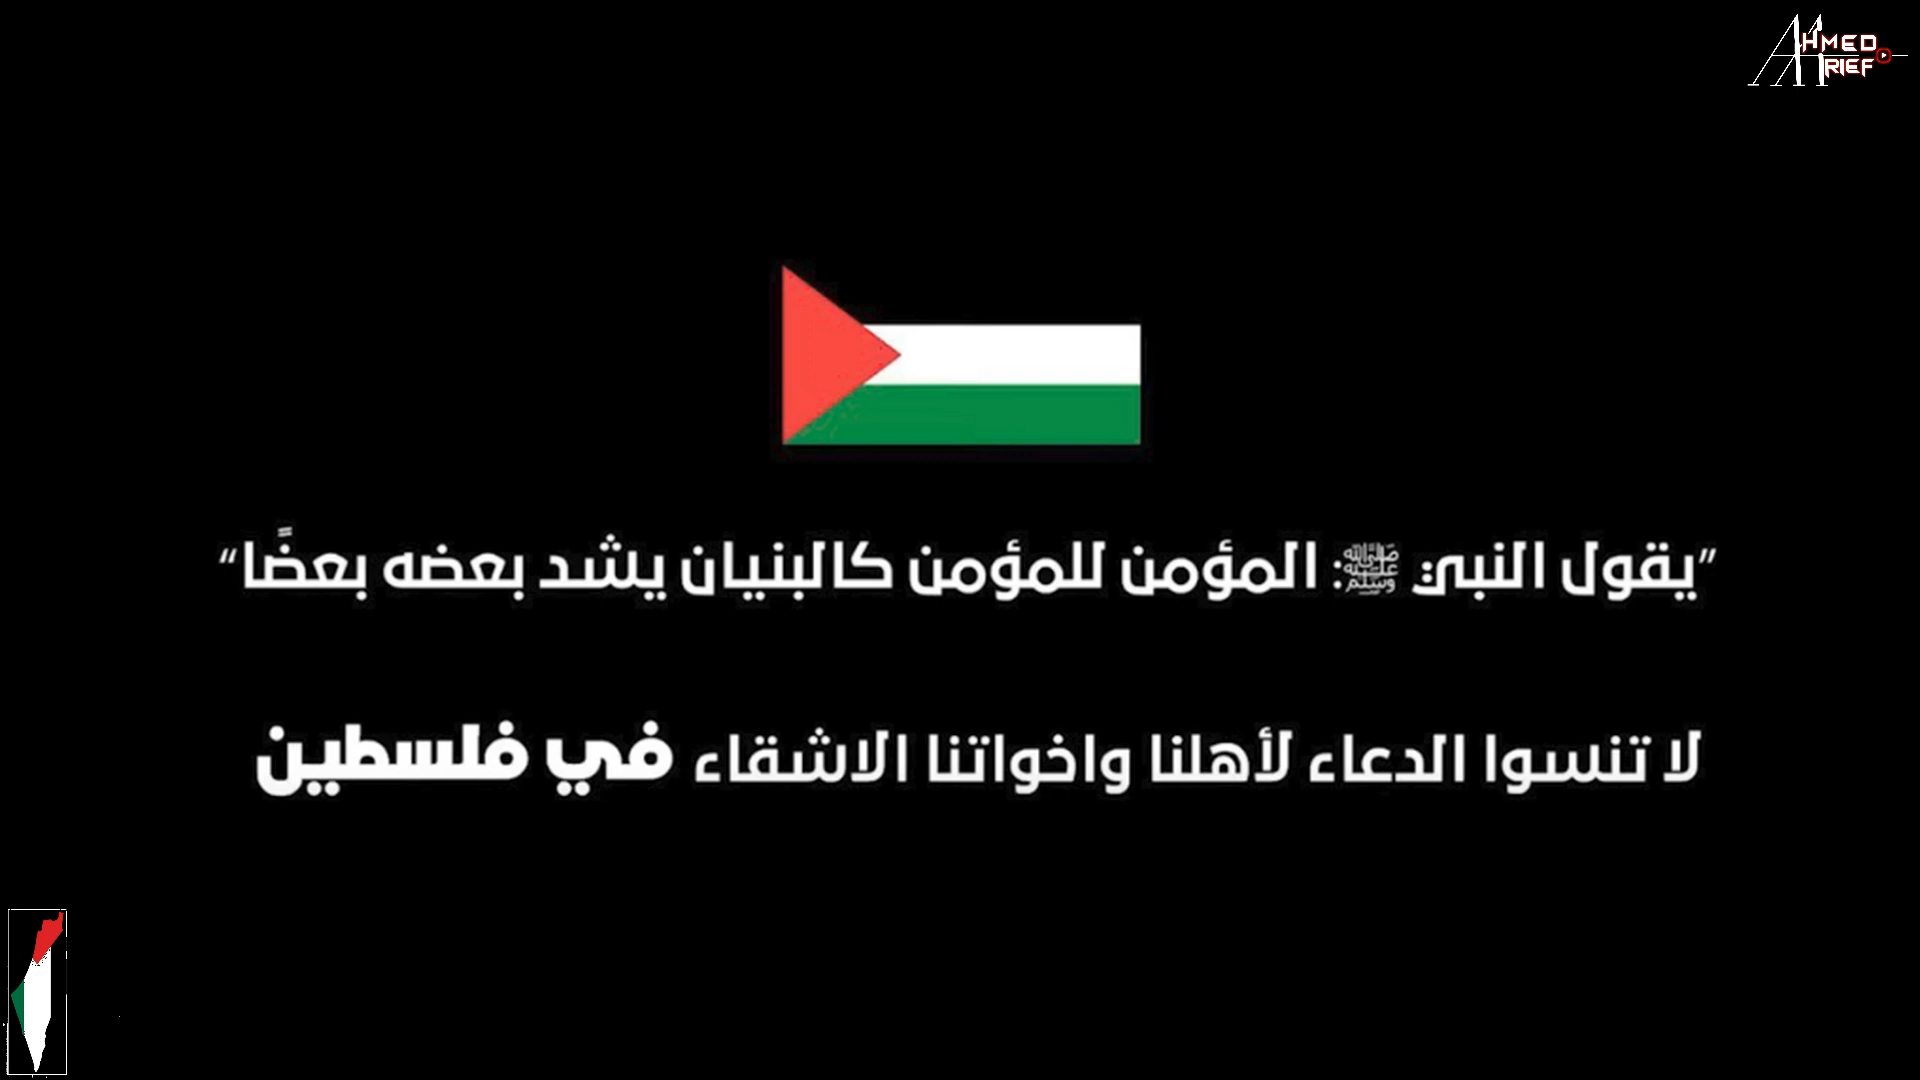 AHMED
RIEF
”يقول النبي ﷺ: المؤمن للمؤمن كالبنيان يشد بعضه بعضًا“
لا تنسوا الدعاء لأهلنا واخواتنا الاشقاء في فلسطين